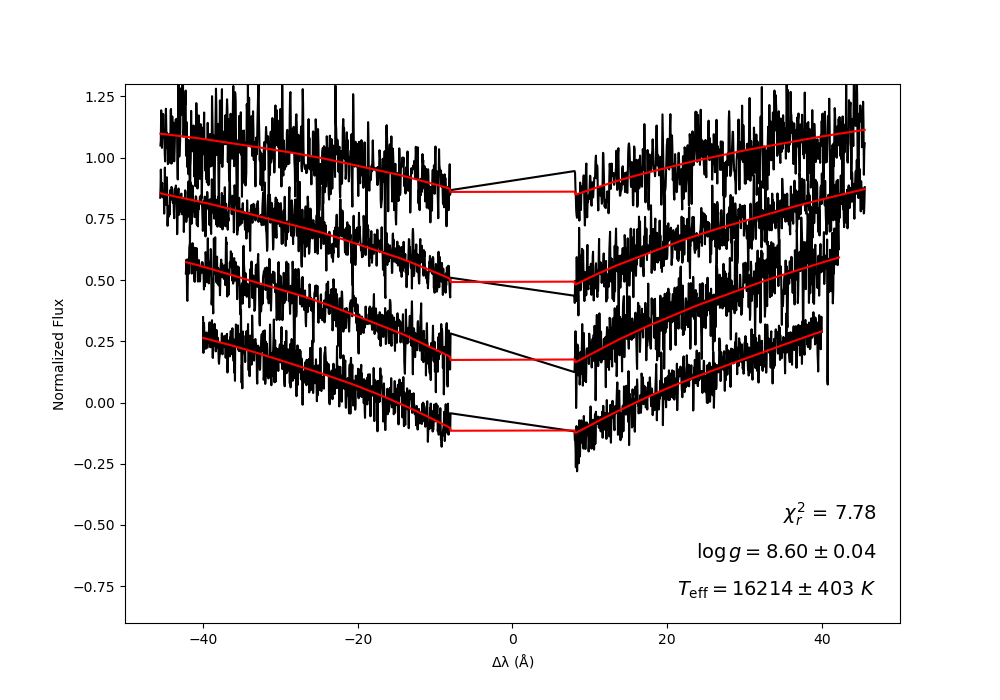 1.25
1.00
0.75
0.50
0.25
0.00
−0.25
−0.50
−0.75
Normalized Flux
χ²ᵣ = 7.78
log g = 8.60 ± 0.04
T_eff = 16214 ± 403 K
−40 −20 0 20 40
Δλ (Å)